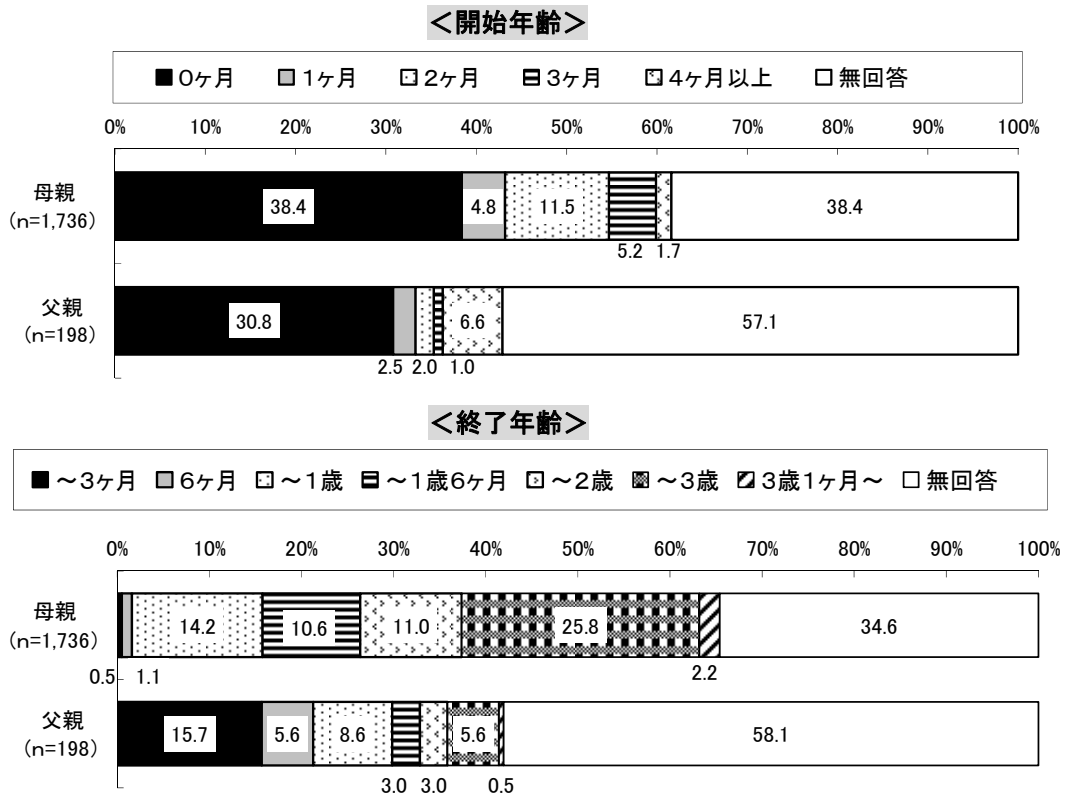 ＜開始年齢＞
■0ヶ月 □1ヶ月 □2ヶ月 □3ヶ月 □4ヶ月以上 □無回答
0% 10% 20% 30% 40% 50% 60% 70% 80% 90% 100%
母親
(n=1,736)
38.4 4.8 11.5 38.4
5.2 1.7
父親
(n=198)
30.8 6.6 57.1
2.5 2.0 1.0
＜終了年齢＞
■～3ヶ月 □6ヶ月 □～1歳 □～1歳6ヶ月 □～2歳 □～3歳 □3歳1ヶ月～ □無回答
0% 10% 20% 30% 40% 50% 60% 70% 80% 90% 100%
母親
(n=1,736)
14.2 10.6 11.0 25.8 34.6
0.5 1.1 2.2
父親
(n=198)
15.7 5.6 8.6 5.6 58.1
3.0 3.0 0.5